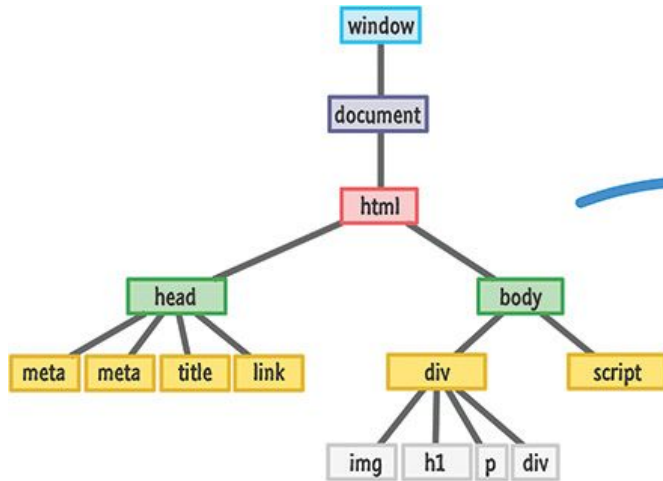 window
document
html
head body
meta meta title link div script
img h1 p div